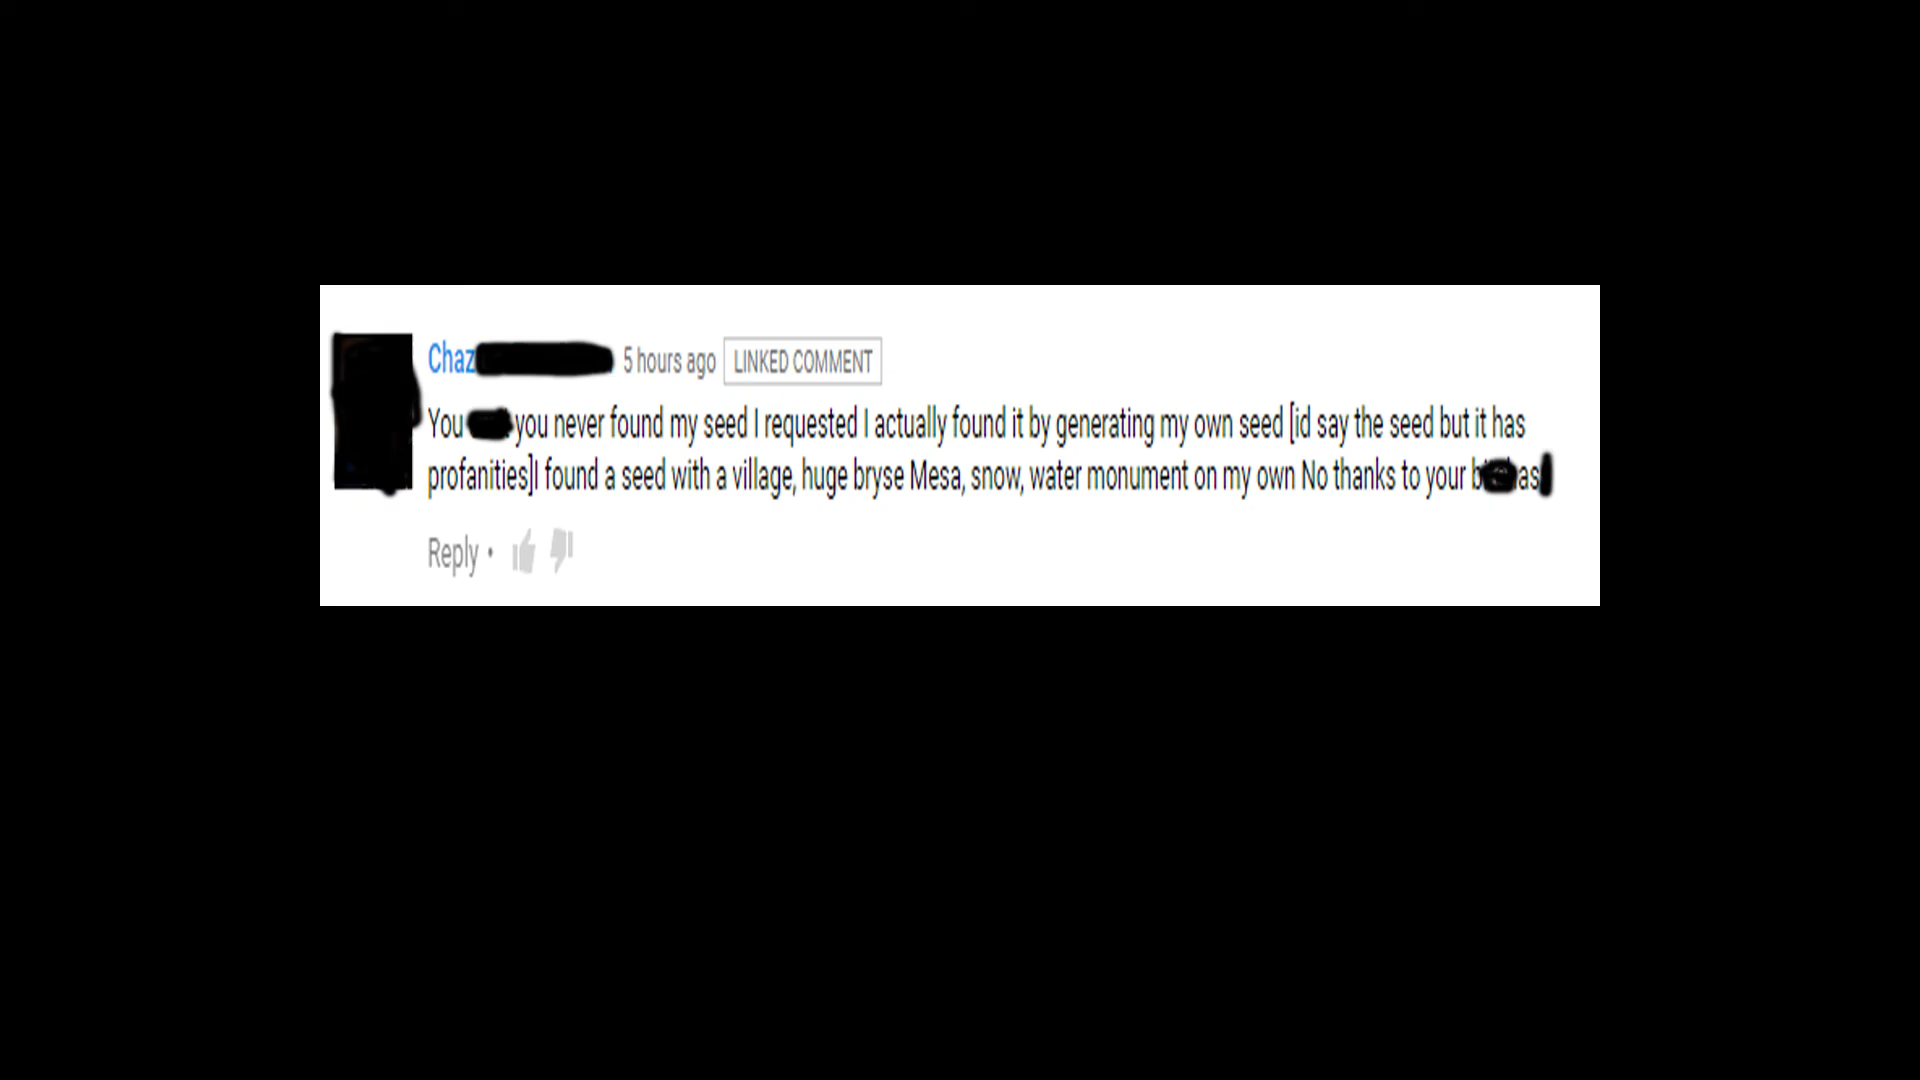 Chaz 5 hours ago LINKED COMMENT
You you never found my seed I requested I actually found it by generating my own seed [id say the seed but it has
profanities]I found a seed with a village, huge bryse Mesa, snow, water monument on my own No thanks to your
Reply •